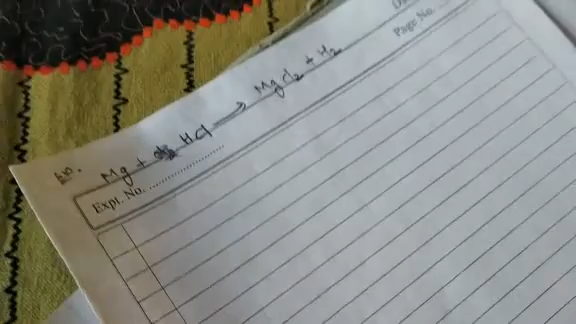 Page No.
Mg + HCl → MgCl2 + H2
Expt. No.